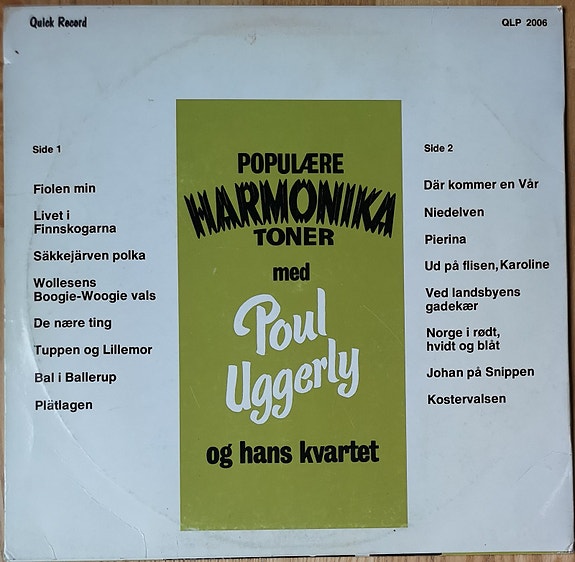 Quick Record
QLP 2006
Side 1
Fiolen min
Livet i
Finnskogarna
Säkkejärven polka
Wollesens
Boogie-Woogie vals
De nære ting
Tuppen og Lillemor
Bal i Ballerup
Plätlagen
POPULÆRE
HARMONIKA
TONER
med
Poul
Uggerly
og hans kvartet
Side 2
Där kommer en Vår
Niedelven
Pierina
Ud på flisen, Karoline
Ved landsbyens
gadekær
Norge i rødt,
hvidt og blåt
Johan på Snippen
Kostervalsen